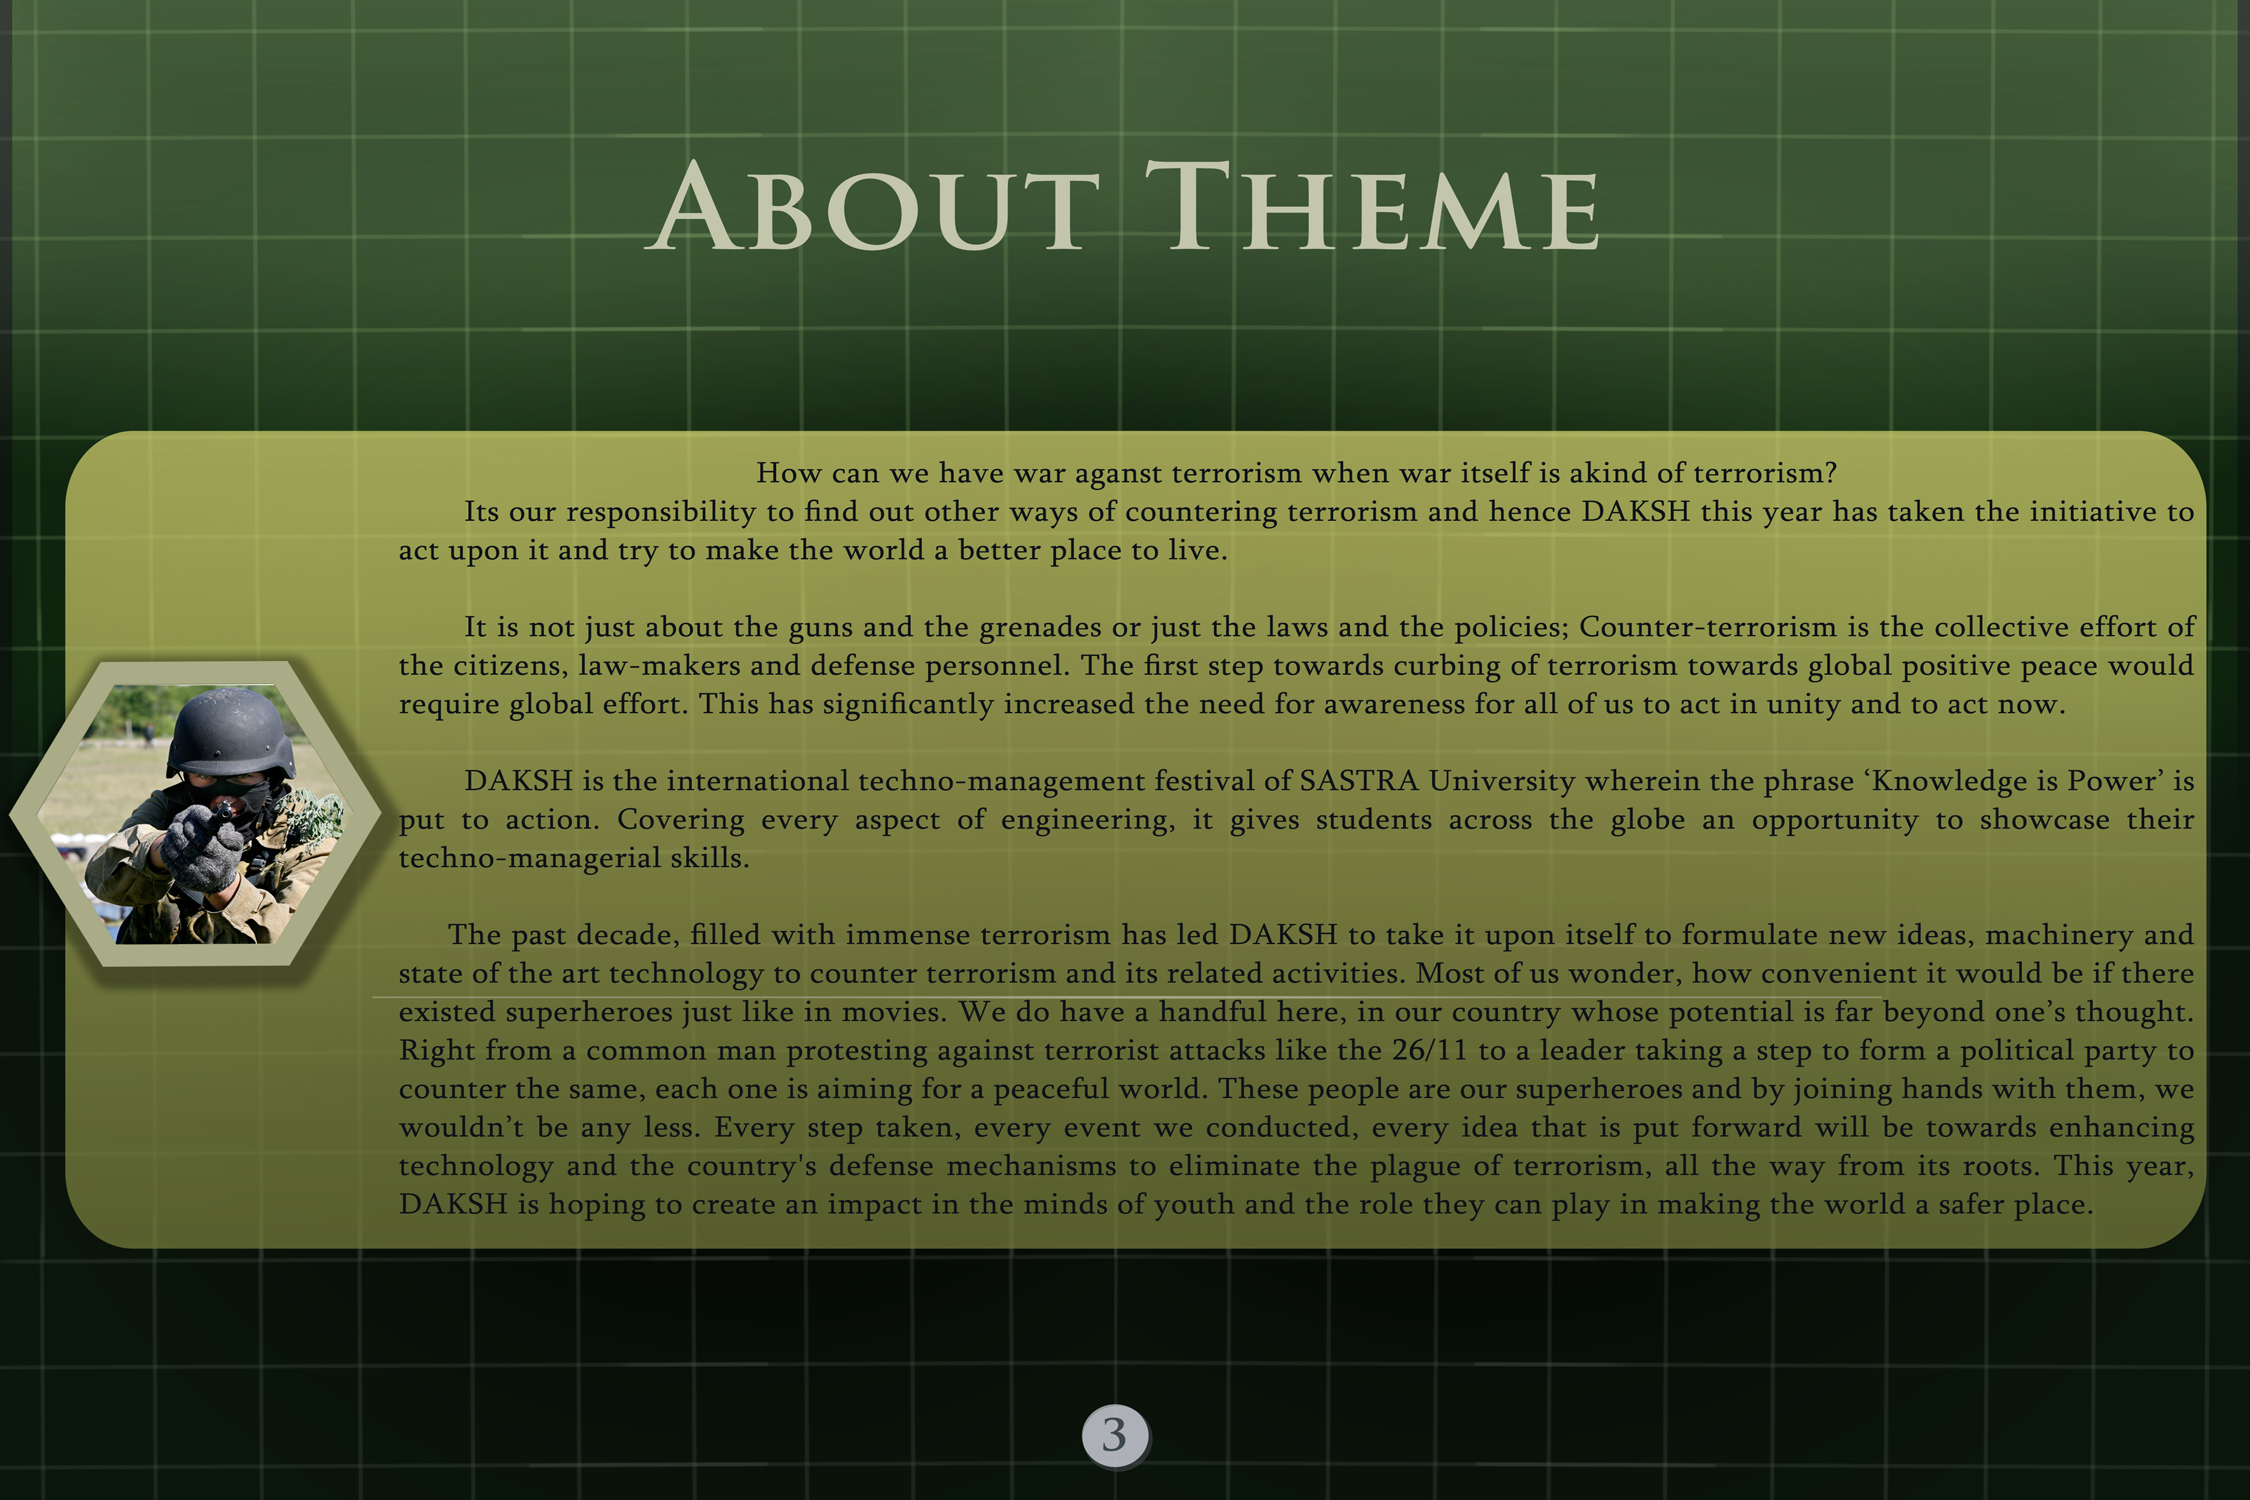 About Theme
How can we have war aganst terrorism when war itself is akind of terrorism?
Its our responsibility to find out other ways of countering terrorism and hence DAKSH this year has taken the initiative to
act upon it and try to make the world a better place to live.
It is not just about the guns and the grenades or just the laws and the policies; Counter-terrorism is the collective effort of
the citizens, law-makers and defense personnel. The first step towards curbing of terrorism towards global positive peace would
require global effort. This has significantly increased the need for awareness for all of us to act in unity and to act now.
DAKSH is the international techno-management festival of SASTRA University wherein the phrase ‘Knowledge is Power’ is
put to action. Covering every aspect of engineering, it gives students across the globe an opportunity to showcase their
techno-managerial skills.
The past decade, filled with immense terrorism has led DAKSH to take it upon itself to formulate new ideas, machinery and
state of the art technology to counter terrorism and its related activities. Most of us wonder, how convenient it would be if there
existed superheroes just like in movies. We do have a handful here, in our country whose potential is far beyond one’s thought.
Right from a common man protesting against terrorist attacks like the 26/11 to a leader taking a step to form a political party to
counter the same, each one is aiming for a peaceful world. These people are our superheroes and by joining hands with them, we
wouldn’t be any less. Every step taken, every event we conducted, every idea that is put forward will be towards enhancing
technology and the country's defense mechanisms to eliminate the plague of terrorism, all the way from its roots. This year,
DAKSH is hoping to create an impact in the minds of youth and the role they can play in making the world a safer place.
3